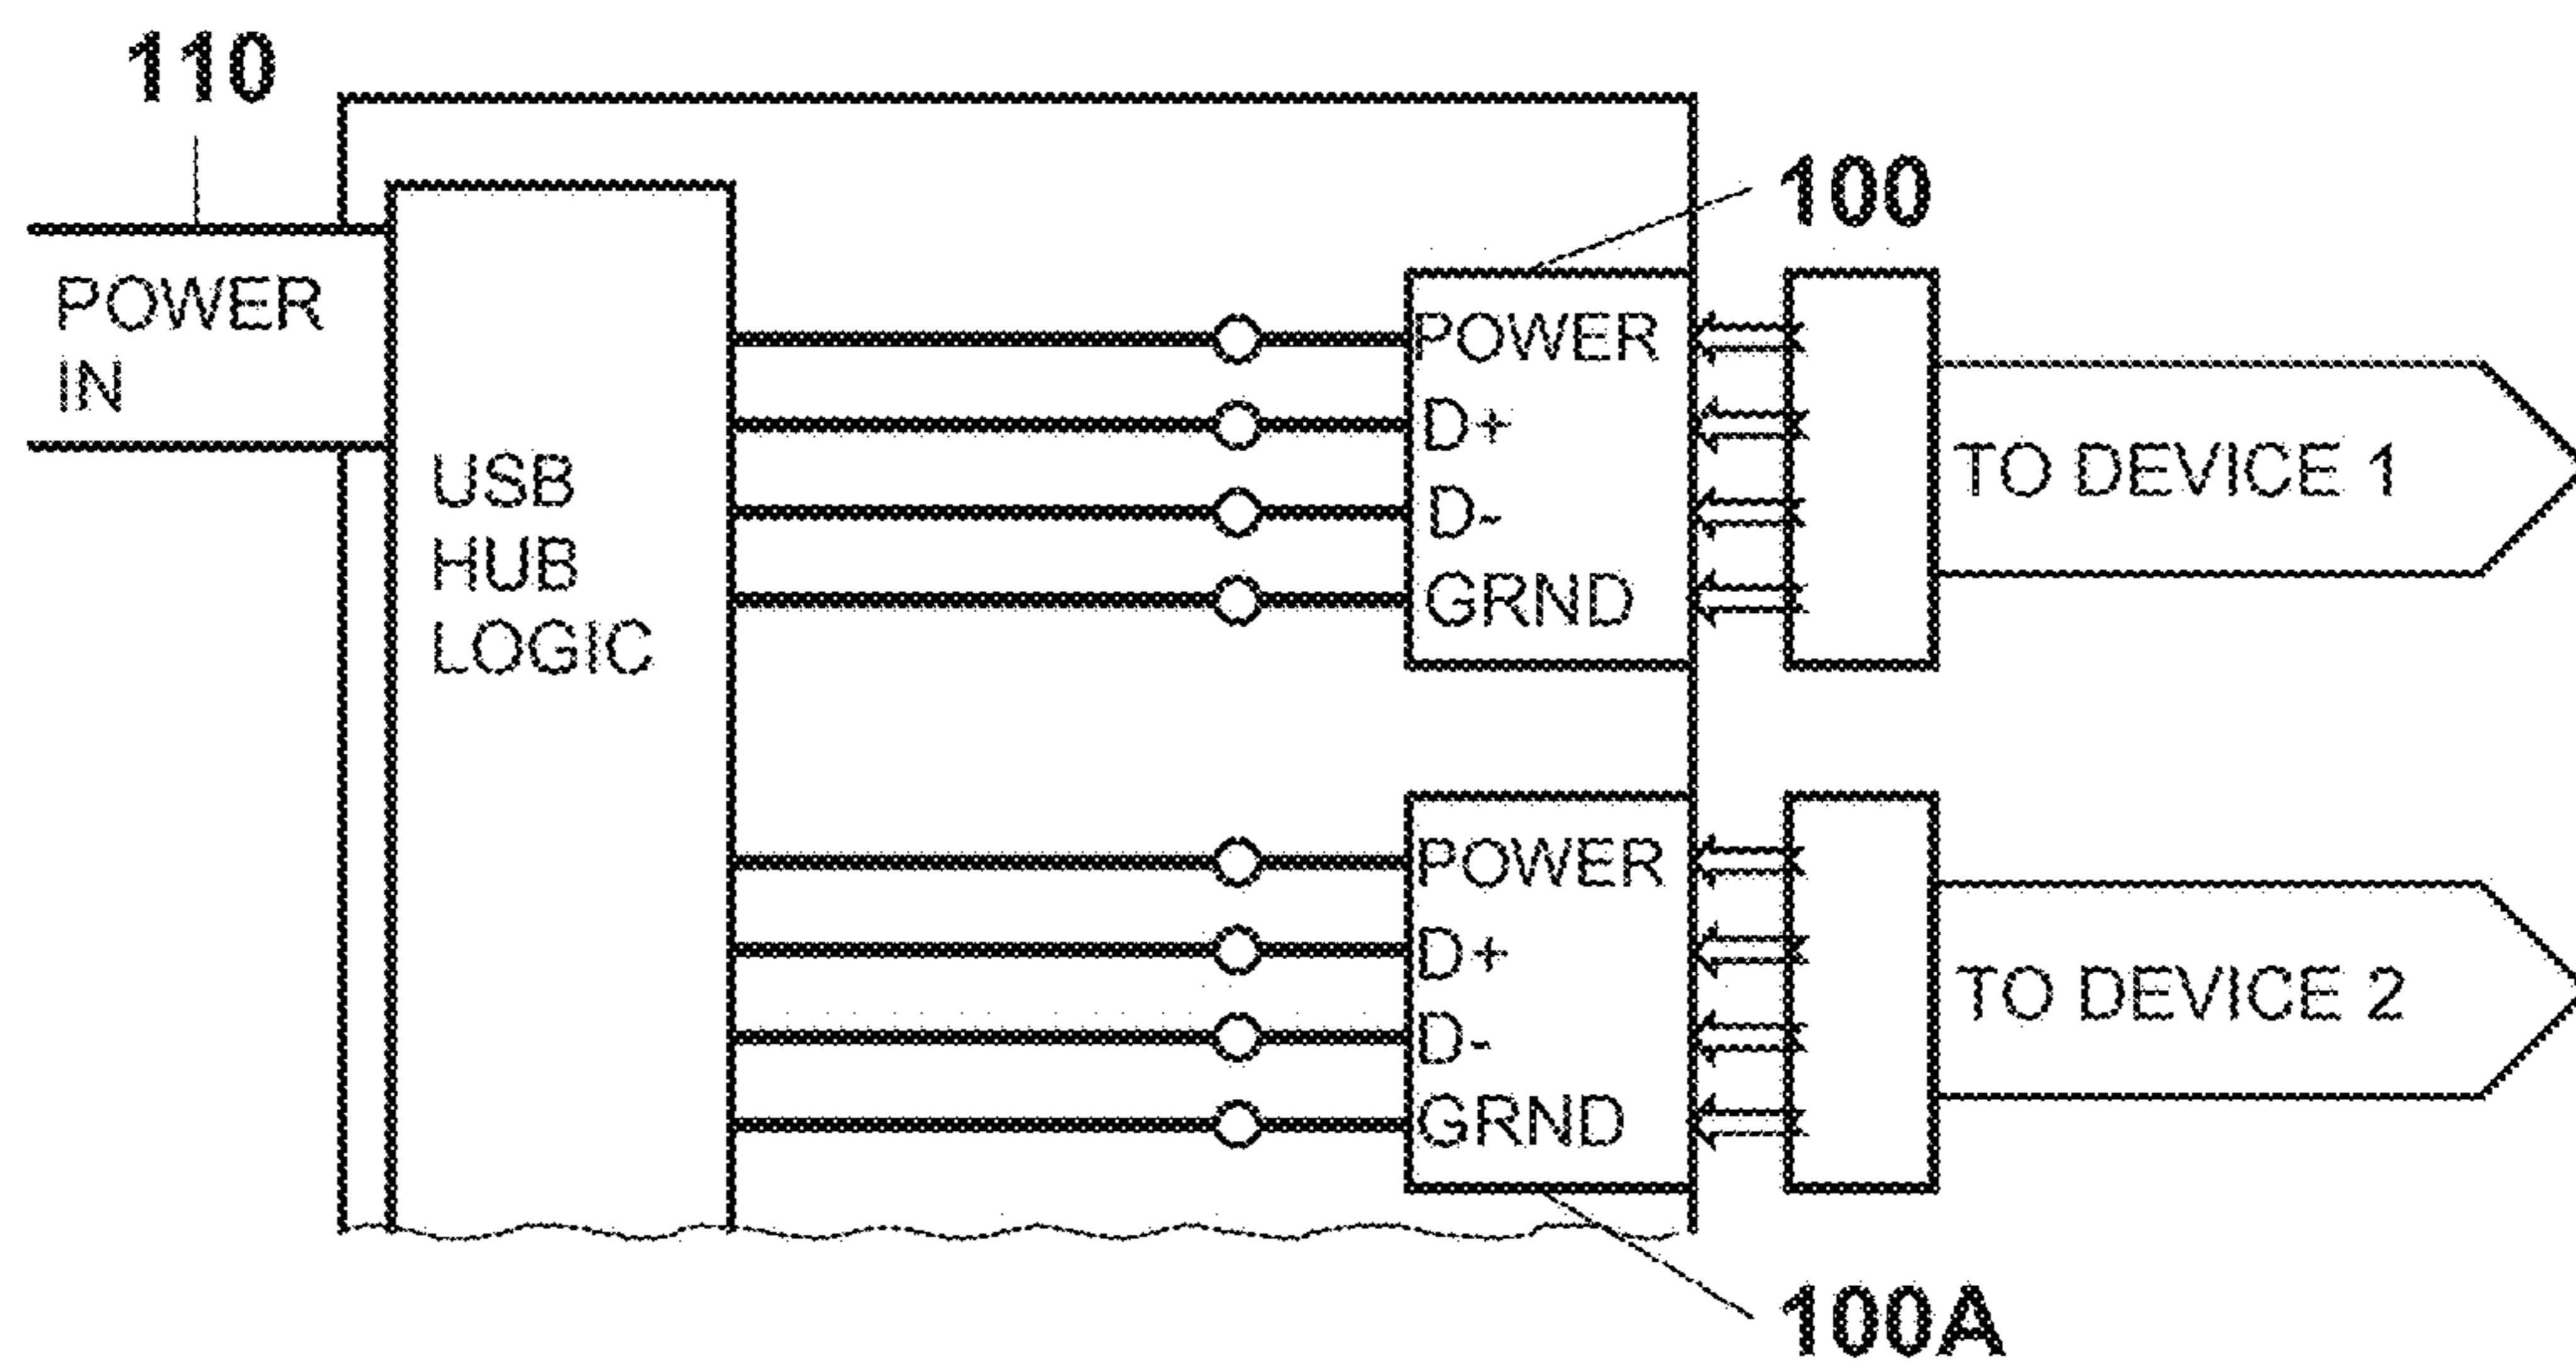 110
100
POWER
IN
USB
HUB
LOGIC
POWER
D+
D-
GRND
TO DEVICE 1
POWER
D+
D-
GRND
TO DEVICE 2
100A